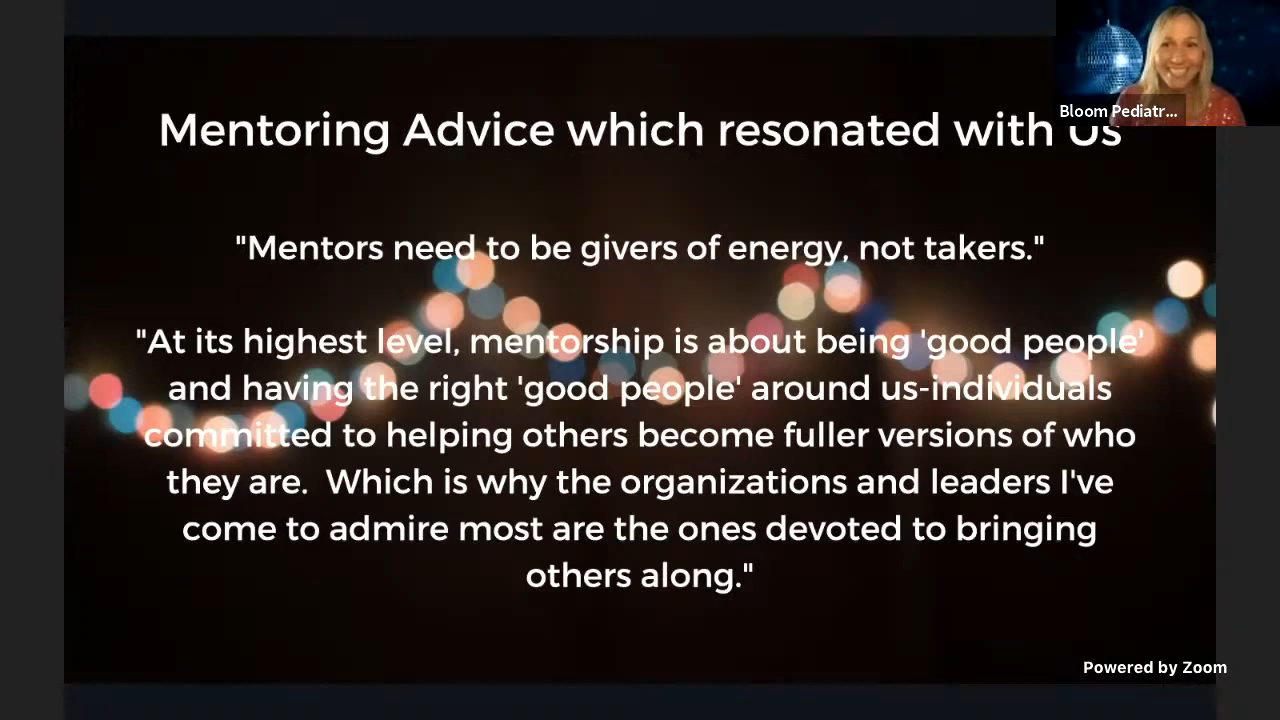 Bloom Pediatr...
Mentoring Advice which resonated with Us
"Mentors need to be givers of energy, not takers."
"At its highest level, mentorship is about being 'good people'
and having the right 'good people' around us-individuals
committed to helping others become fuller versions of who
they are.  Which is why the organizations and leaders I've
come to admire most are the ones devoted to bringing
others along."
Powered by Zoom